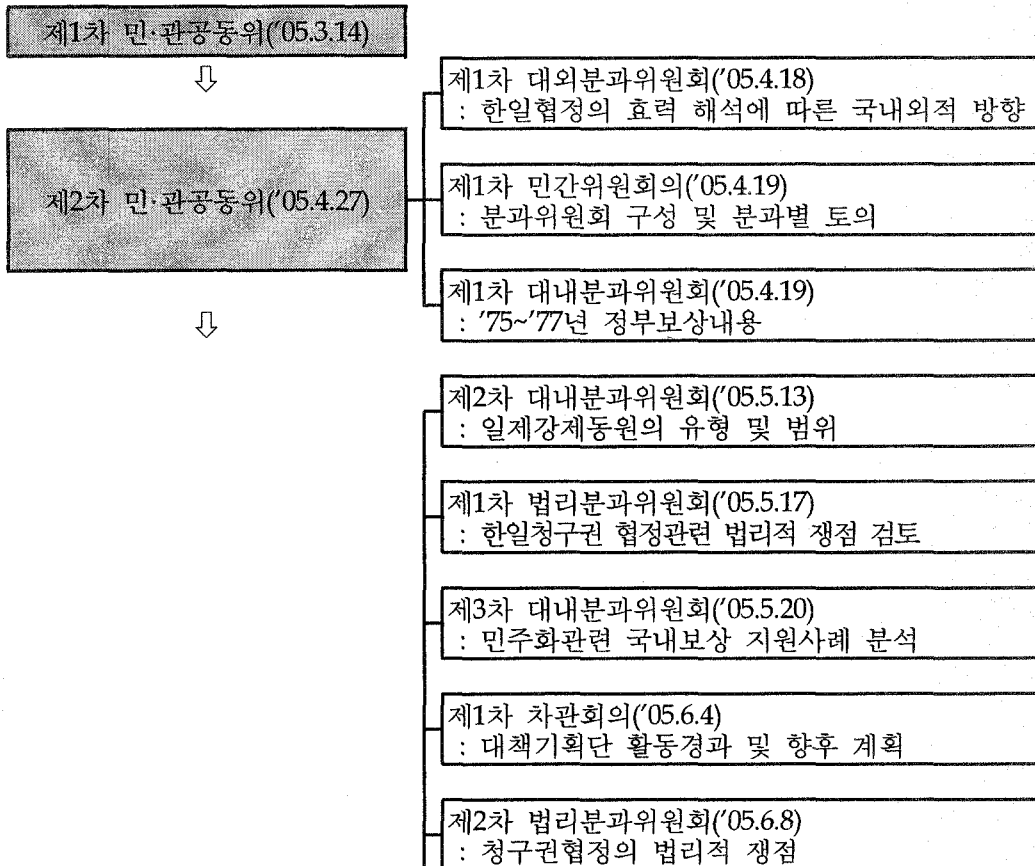 제1차 민·관공동위('05.3.14)
⇩
제1차 대외분과위원회('05.4.18)
: 한일협정의 효력 해석에 따른 국내외적 방향
제2차 민·관공동위('05.4.27)
제1차 민간위원회의('05.4.19)
: 분과위원회 구성 및 분과별 토의
제1차 대내분과위원회('05.4.19)
: '75~'77년 정부보상내용
⇩
제2차 대내분과위원회('05.5.13)
: 일제강제동원의 유형 및 범위
제1차 법리분과위원회('05.5.17)
: 한일청구권 협정관련 법리적 쟁점 검토
제3차 대내분과위원회('05.5.20)
: 민주화관련 국내보상 지원사례 분석
제1차 차관회의('05.6.4)
: 대책기획단 활동경과 및 향후 계획
제2차 법리분과위원회('05.6.8)
: 청구권협정의 법리적 쟁점